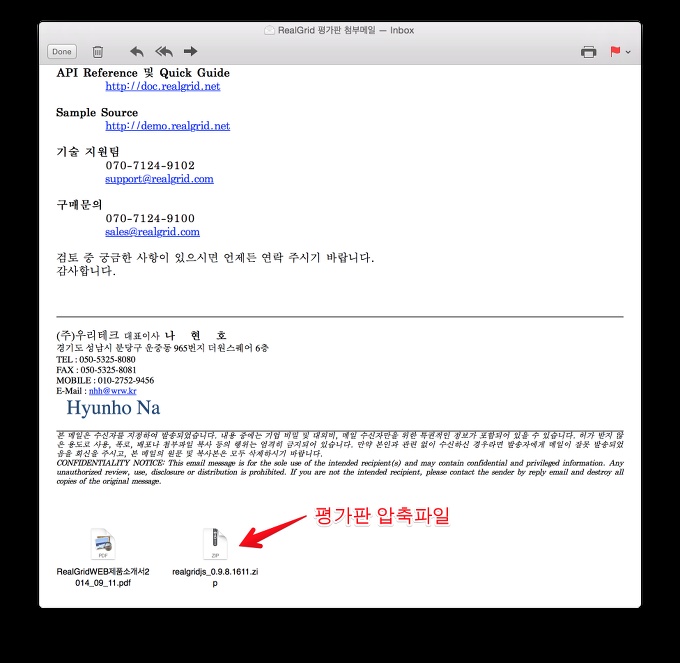 RealGrid 평가판 첨부메일 — Inbox
Done
API Reference 및 Quick Guide
http://doc.realgrid.net
Sample Source
http://demo.realgrid.net
기술 지원팀
070-7124-9102
support@realgrid.com
구매문의
070-7124-9100
sales@realgrid.com
검토 중 궁금한 사항이 있으시면 언제든 연락 주시기 바랍니다.
감사합니다.
(주)우리테크 대표이사 나 현 호
경기도 성남시 분당구 운중동 965번지 더원스퀘어 6층
TEL : 050-5325-8080
FAX : 050-5325-8081
MOBILE : 010-2752-9456
E-Mail : nhh@wrw.kr
Hyunho Na
본 메일은 수신자를 지정하여 발송되었습니다. 내용 중에는 기업 비밀 및 대외비, 메일 수신자만을 위한 특권적인 정보가 포함되어 있을 수 있습니다. 허가 받지 않
은 용도로 사용, 폭로, 배포나 첨부파일 복사 등의 행위는 엄격히 금지되어 있습니다. 만약 본인과 관련 없이 수신하신 경우라면 발송자에게 메일이 잘못 발송되었
음을 회신을 주시고, 본 메일의 원문 및 복사본은 모두 삭제하시기 바랍니다.
CONFIDENTIALITY NOTICE: This email message is for the sole use of the intended recipient(s) and may contain confidential and privileged information. Any
unauthorized review, use, disclosure or distribution is prohibited. If you are not the intended recipient, please contact the sender by reply email and destroy all
copies of the original message.
평가판 압축파일
PDF
ZIP
RealGridWEB제품소개서2
014_09_11.pdf
realgridjs_0.9.8.1611.zi
p